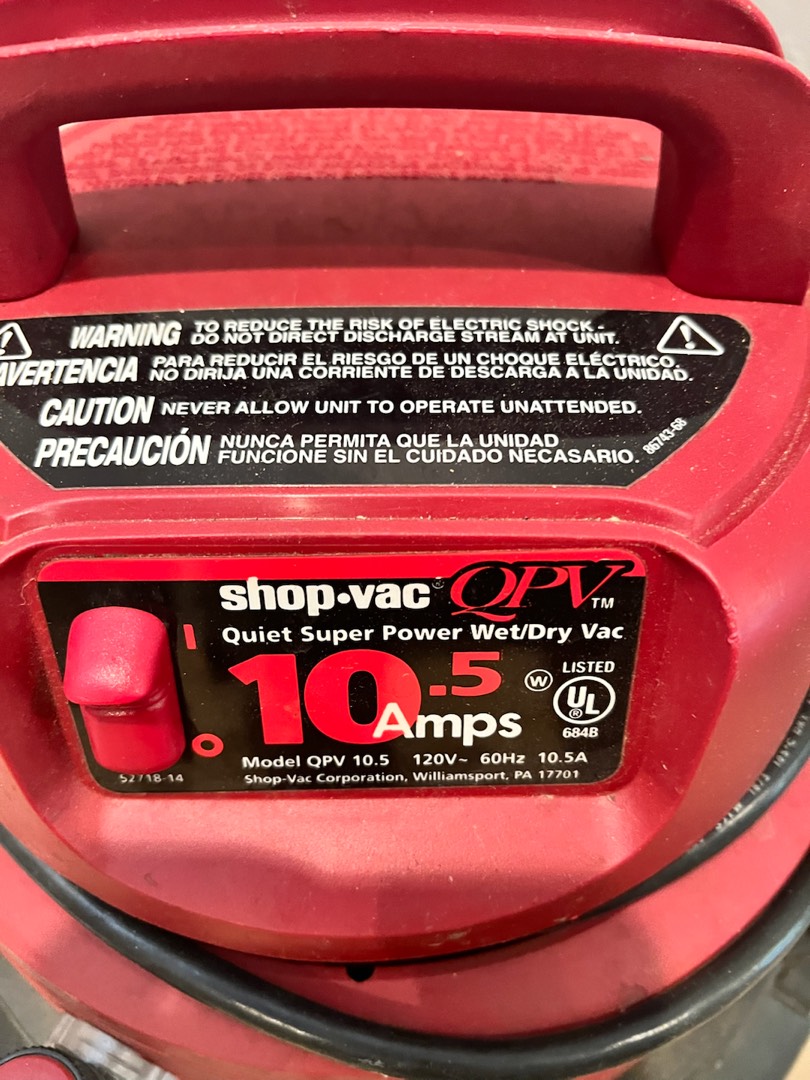 WARNING TO REDUCE THE RISK OF ELECTRIC SHOCK -
DO NOT DIRECT DISCHARGE STREAM AT UNIT.
AVERTENCIA PARA REDUCIR EL RIESGO DE UN CHOQUE ELÉCTRICO,
NO DIRIJA UNA CORRIENTE DE DESCARGA A LA UNIDAD.
CAUTION NEVER ALLOW UNIT TO OPERATE UNATTENDED.
PRECAUCIÓN NUNCA PERMITA QUE LA UNIDAD
FUNCIONE SIN EL CUIDADO NECASARIO.
86743-68
shop•vac® QPV™
Quiet Super Power Wet/Dry Vac
10.5
Amps
W
LISTED
UL®
684B
Model QPV 10.5 120V~ 60Hz 10.5A
52718-14
Shop-Vac Corporation, Williamsport, PA 17701